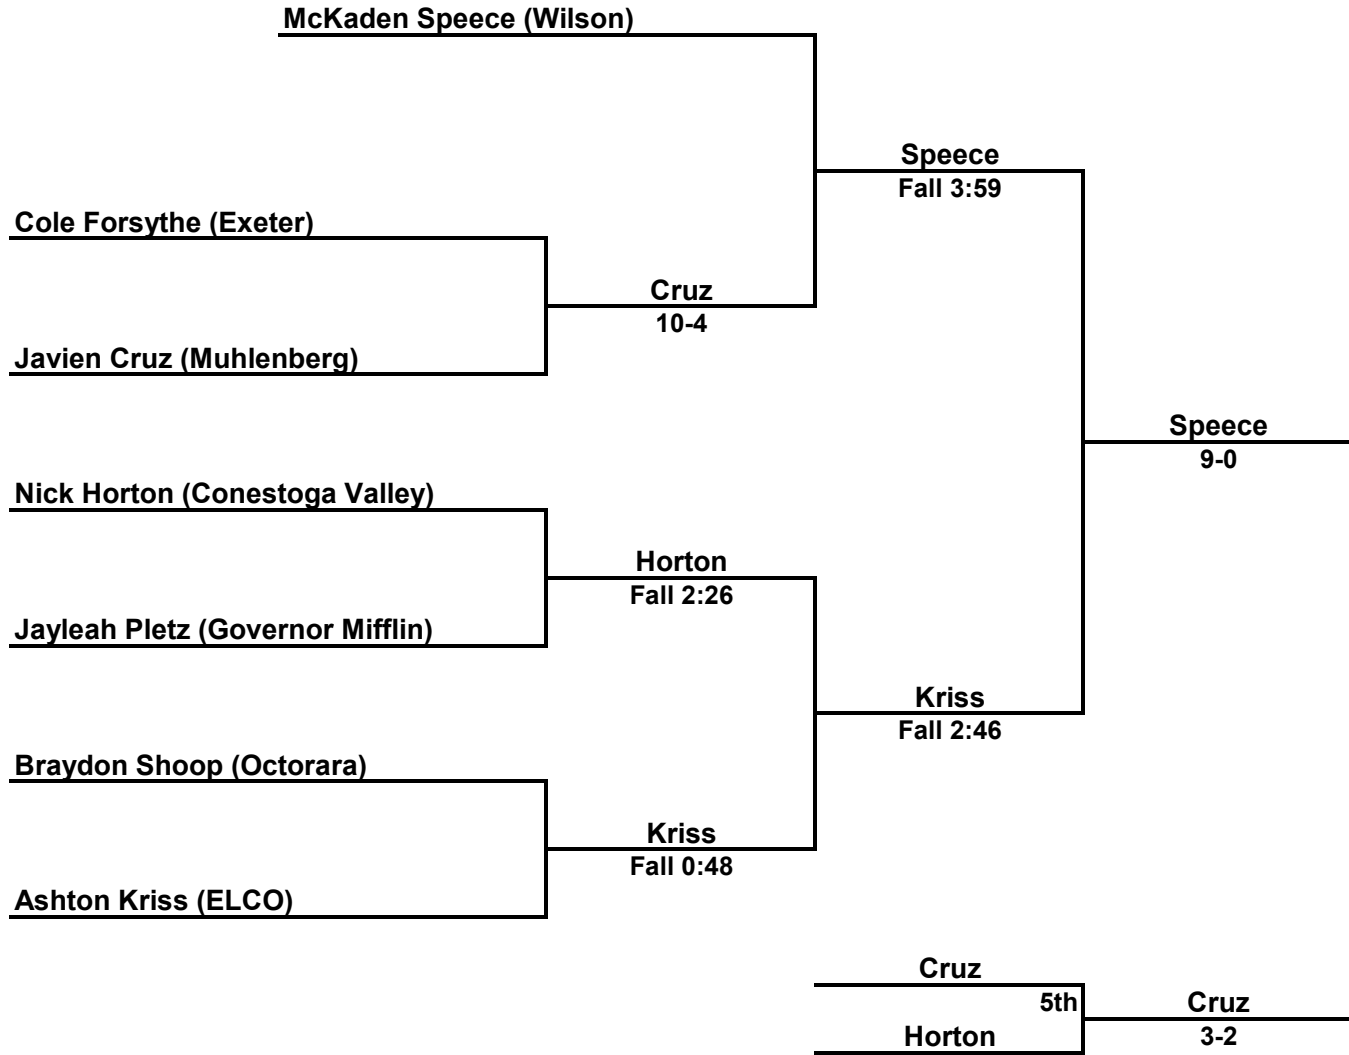 McKaden Speece (Wilson)
Speece
Fall 3:59
Cole Forsythe (Exeter)
Cruz
10-4
Javien Cruz (Muhlenberg)
Speece
9-0
Nick Horton (Conestoga Valley)
Horton
Fall 2:26
Jayleah Pletz (Governor Mifflin)
Kriss
Fall 2:46
Braydon Shoop (Octorara)
Kriss
Fall 0:48
Ashton Kriss (ELCO)
Cruz
5th
Cruz
Horton
3-2